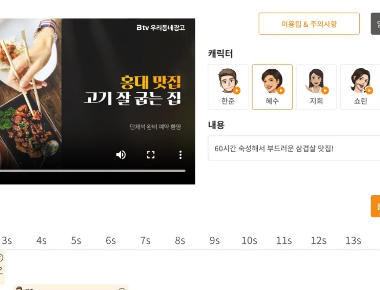 이용팁 & 주의사항
B tv 우리동네광고
홍대 맛집
고기 잘 굽는 집
단체석 완비 예약 환영
캐릭터
한준
혜수
지희
쇼린
내용
60시간 숙성해서 부드러운 삼겹살 맛집!
3s 4s 5s 6s 7s 8s 9s 10s 11s 12s 13s